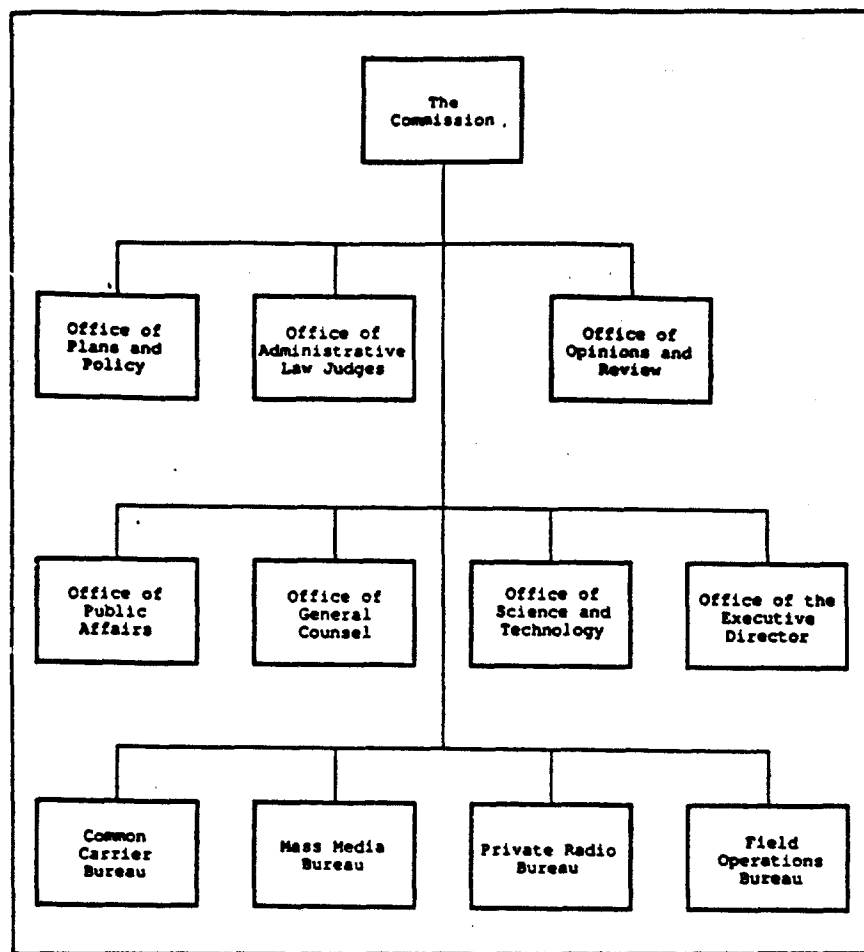 The
Commission
Office of
Plans and
Policy
Office of
Administrative
Law Judges
Office of
Opinions and
Review
Office of
Public
Affairs
Office of
General
Counsel
Office of
Science and
Technology
Office of the
Executive
Director
Common
Carrier
Bureau
Mass Media
Bureau
Private Radio
Bureau
Field
Operations
Bureau